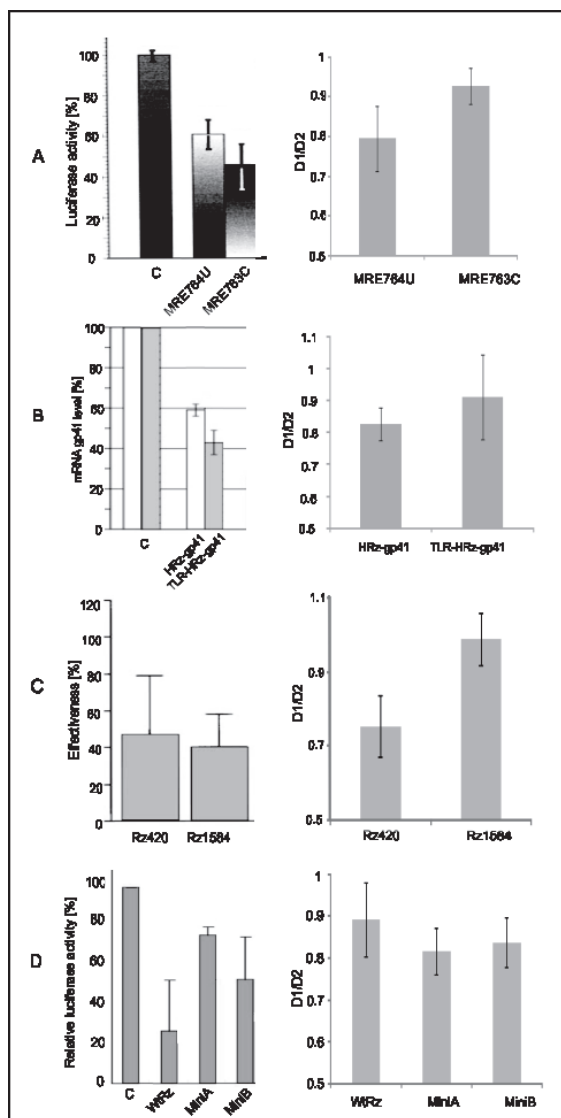 A
Luciferase activity [%]
100
80
60
40
20
0
C
MRE764U
MRE763C
D1/D2
1
0.9
0.8
0.7
0.6
0.5
MRE764U
MRE763C
B
mRNA gp41 level [%]
100
80
60
40
20
0
C
HRz-gp41
TLR-HRz-gp41
D1/D2
1.1
1
0.9
0.8
0.7
0.6
0.5
HRz-gp41
TLR-HRz-gp41
C
Effectiveness [%]
120
100
80
60
40
20
0
Rz420
Rz1584
D1/D2
1.1
0.9
0.7
0.5
Rz420
Rz1584
D
Relative luciferase activity [%]
100
80
60
40
20
0
C
WtRz
MiniA
MiniB
D1/D2
1
0.9
0.8
0.7
0.6
0.5
WtRz
MiniA
MiniB